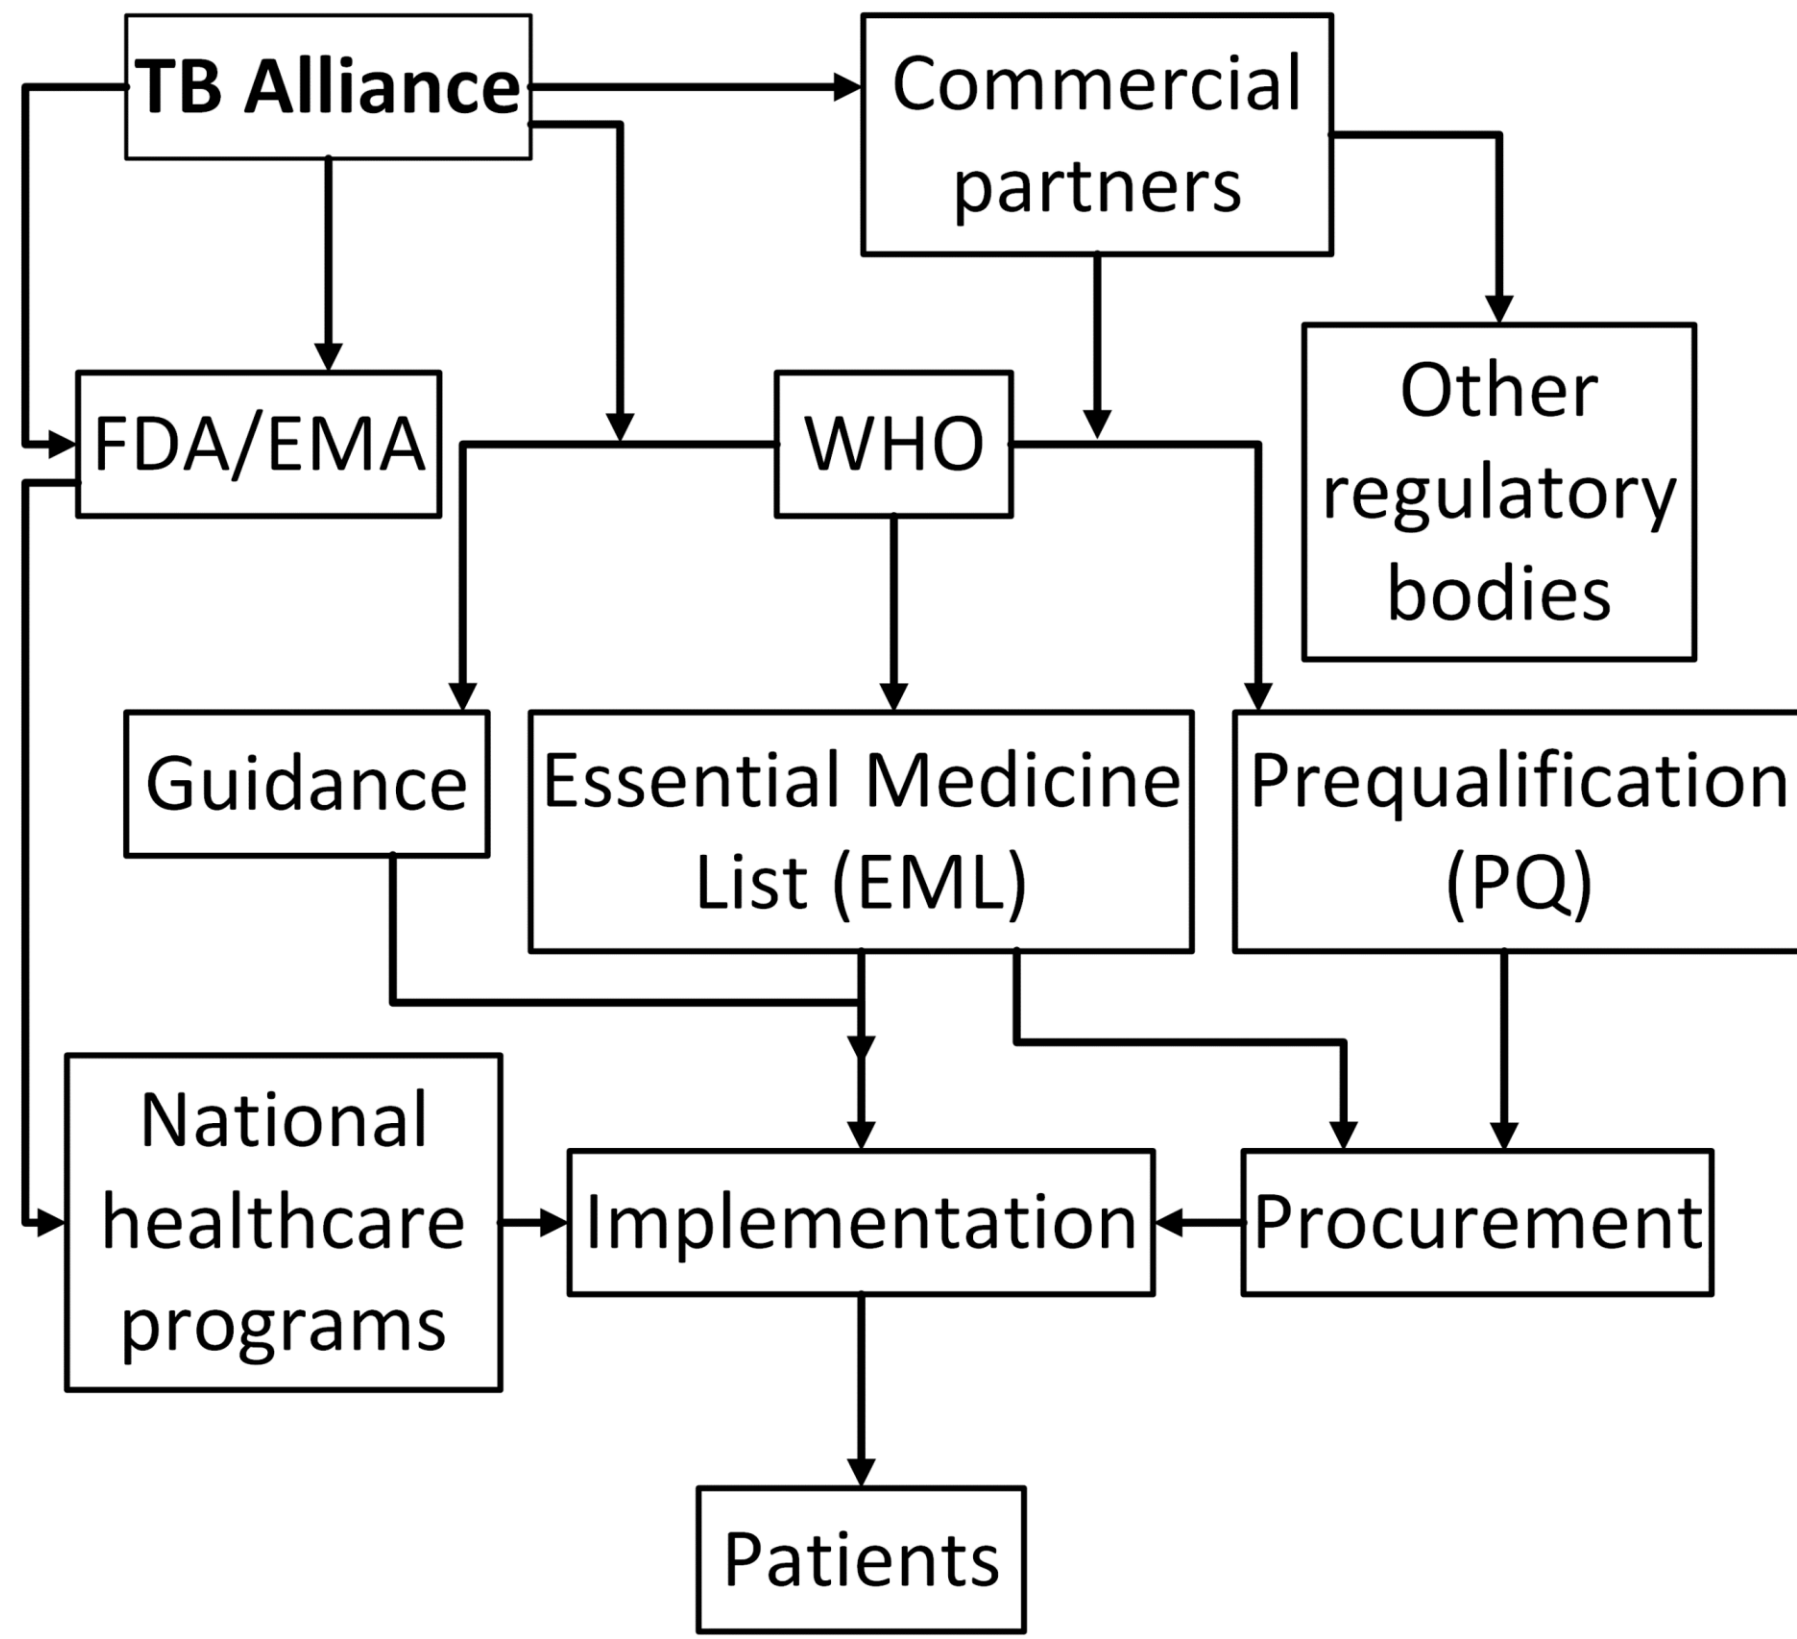 TB Alliance
Commercial
partners
FDA/EMA
WHO
Other
regulatory
bodies
Guidance
Essential Medicine
List (EML)
Prequalification
(PQ)
National
healthcare
programs
Implementation
Procurement
Patients